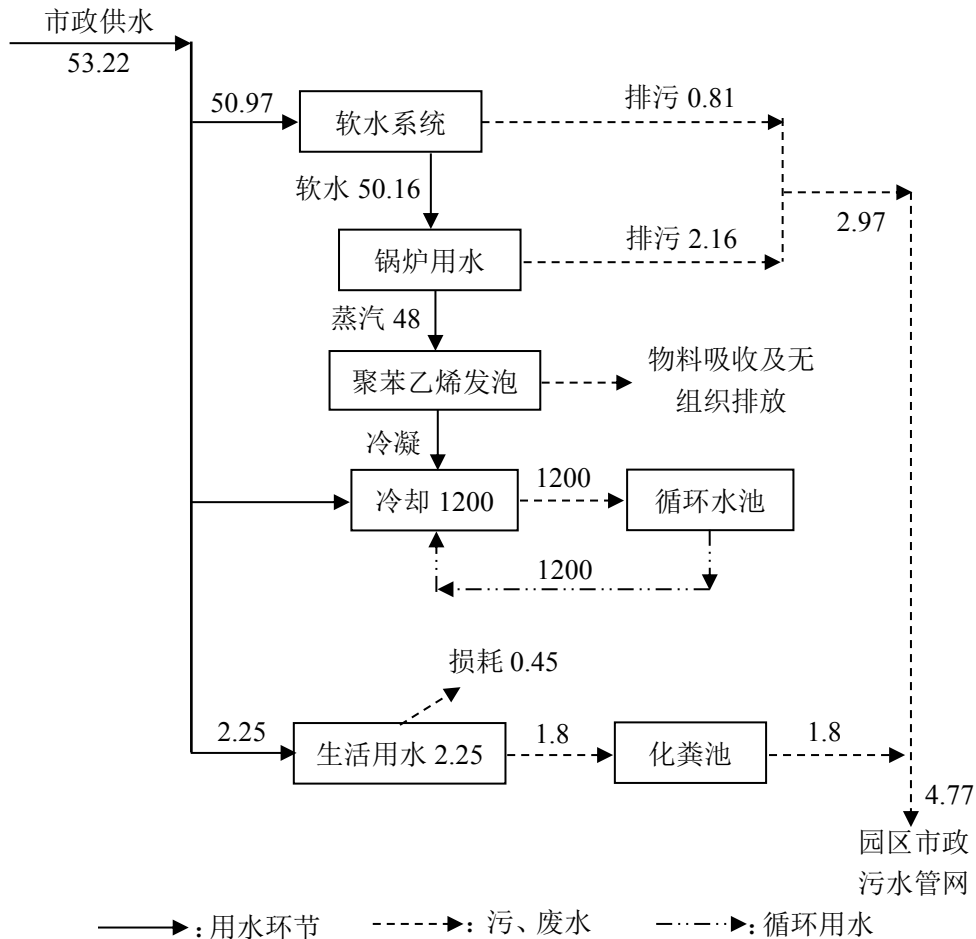 市政供水
53.22
50.97
软水系统
排污 0.81
软水 50.16
2.97
锅炉用水
排污 2.16
蒸汽 48
聚苯乙烯发泡
物料吸收及无
组织排放
冷凝
冷却 1200
1200
循环水池
1200
损耗 0.45
2.25
生活用水 2.25
1.8
化粪池
1.8
4.77
园区市政
污水管网
：用水环节
：污、废水
：循环用水